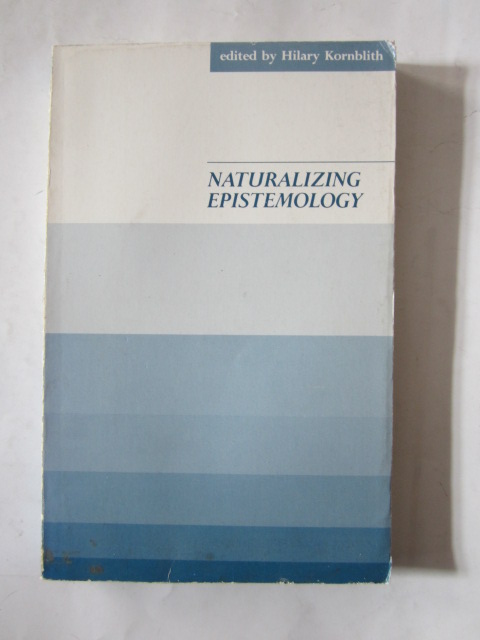 edited by Hilary Kornblith
NATURALIZING
EPISTEMOLOGY